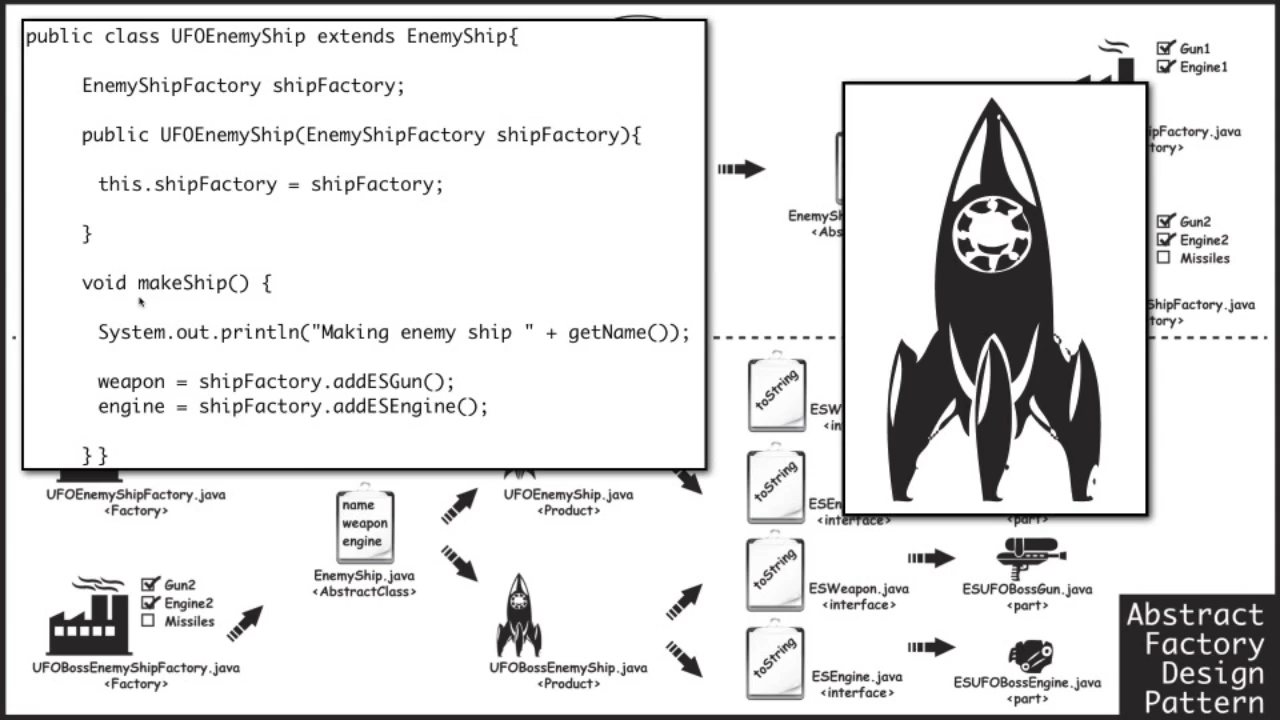 public class UFOEnemyShip extends EnemyShip{
EnemyShipFactory shipFactory;
public UFOEnemyShip(EnemyShipFactory shipFactory){
this.shipFactory = shipFactory;
}
void makeShip() {
System.out.println("Making enemy ship " + getName());
weapon = shipFactory.addESGun();
engine = shipFactory.addESEngine();
}}
Gun1
Engine1
Gun2
Engine2
Missiles
UFOEnemyShipFactory.java
<Factory>
name
weapon
engine
EnemyShip.java
<AbstractClass>
UFOEnemyShip.java
<Product>
toString
toString
<interface>
<part>
Gun2
Engine2
Missiles
UFOBossEnemyShipFactory.java
<Factory>
UFOBossEnemyShip.java
<Product>
toString
ESWeapon.java
<interface>
ESUFOBossGun.java
<part>
toString
ESEngine.java
<interface>
ESUFOBossEngine.java
<part>
Abstract
Factory
Design
Pattern